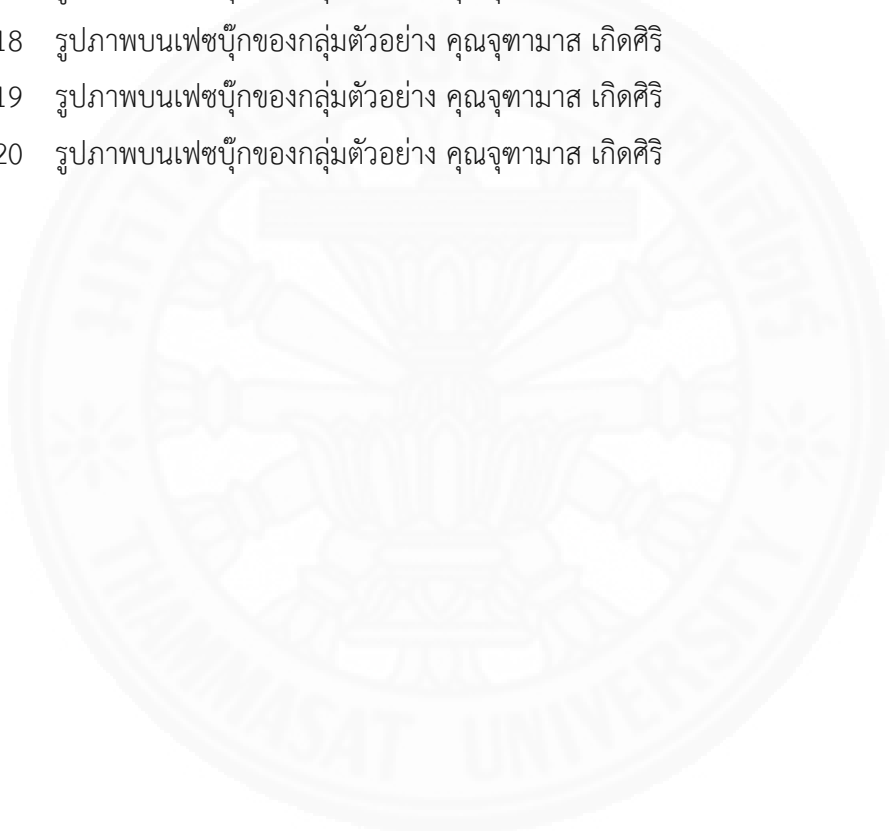 18 รูปภาพบนเฟซบุ๊กของกลุ่มตัวอย่าง คุณจุฑามาส เกิดศิริ
19 รูปภาพบนเฟซบุ๊กของกลุ่มตัวอย่าง คุณจุฑามาส เกิดศิริ
20 รูปภาพบนเฟซบุ๊กของกลุ่มตัวอย่าง คุณจุฑามาส เกิดศิริ
THAMMASAT UNIVERSITY